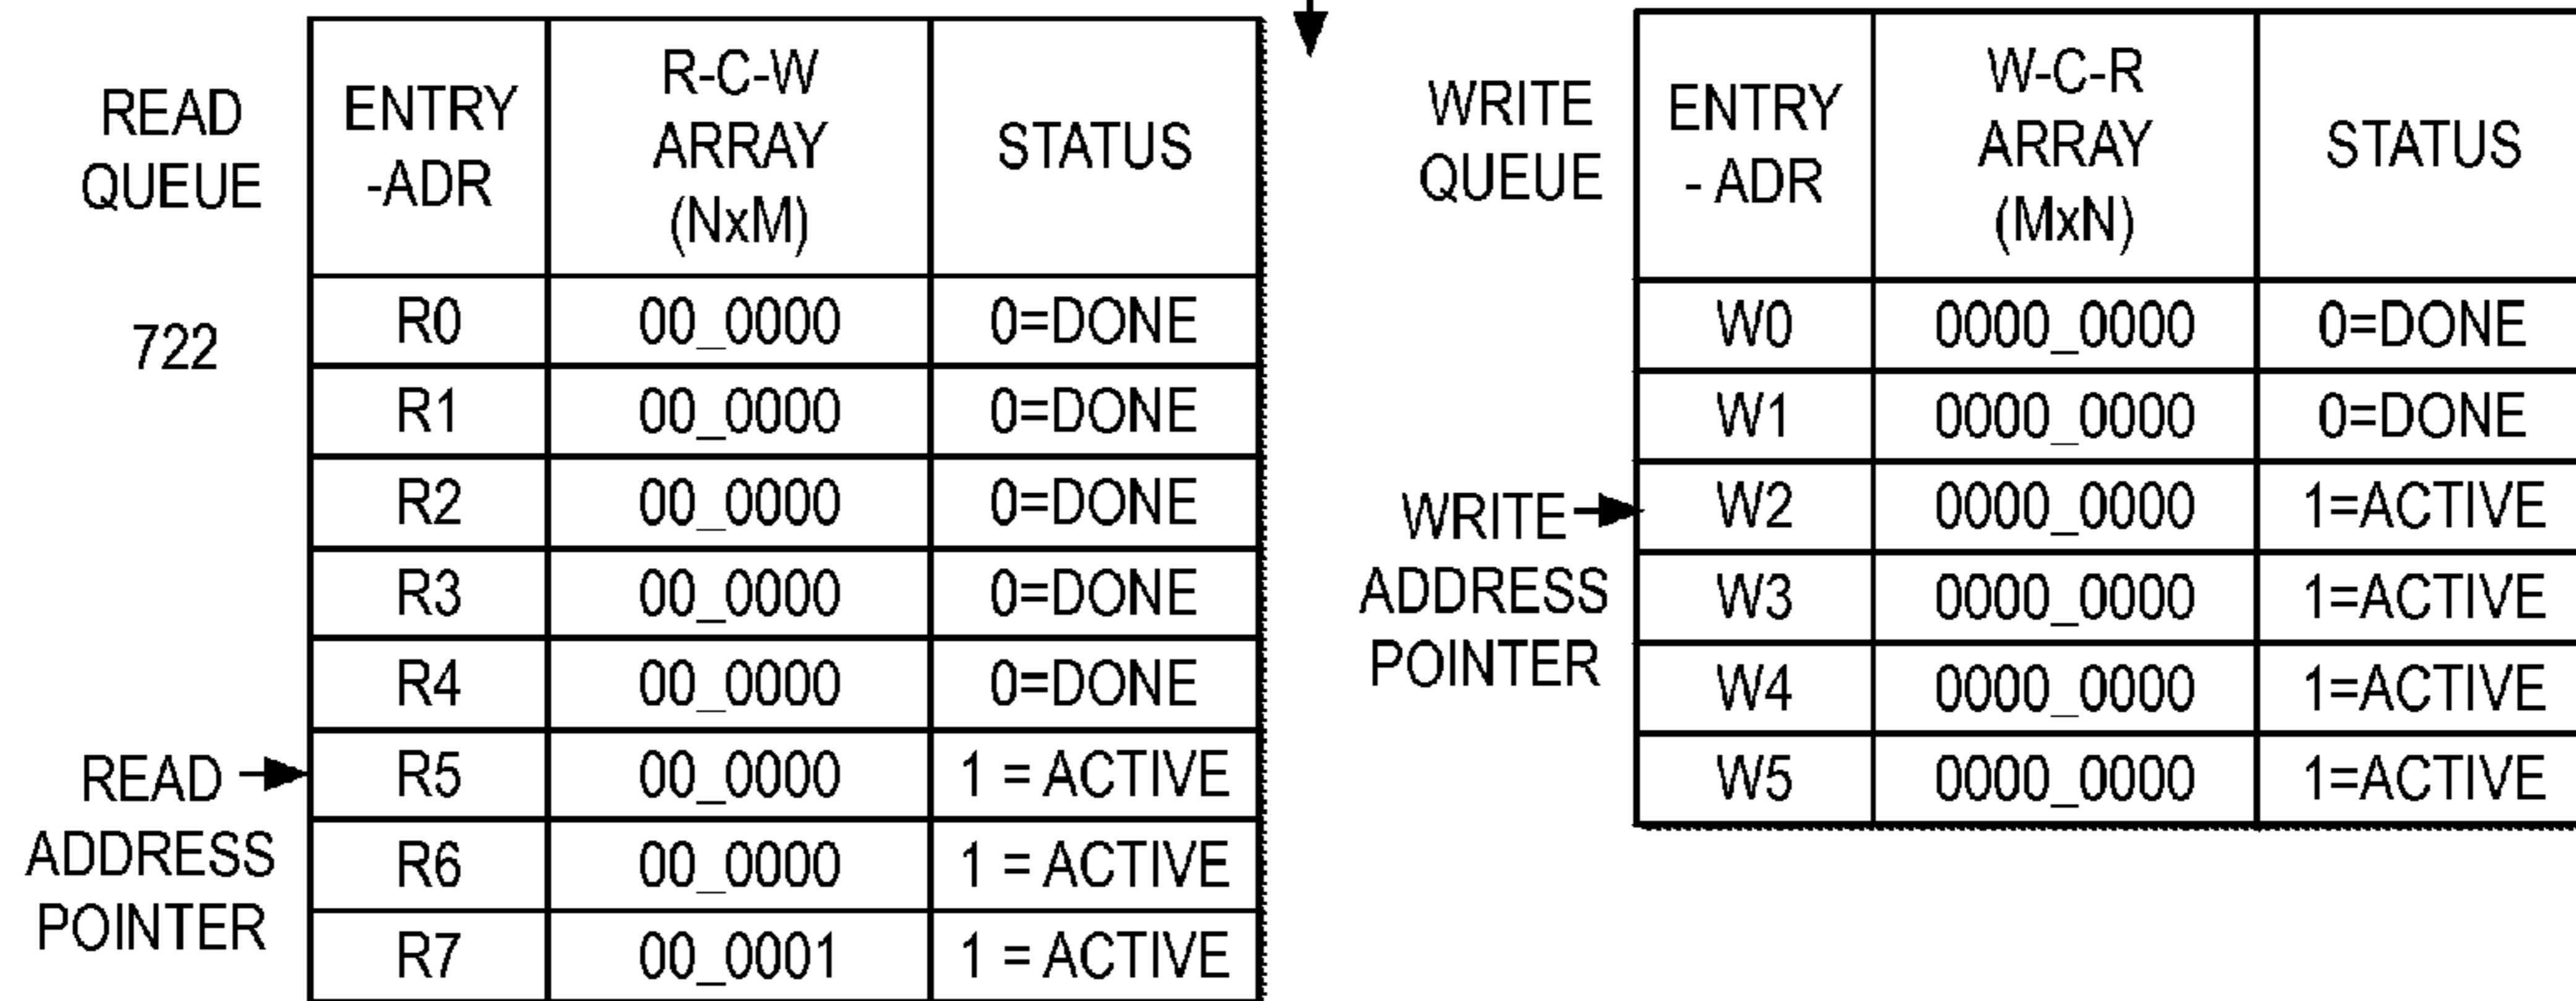 READ
QUEUE
722
READ
ADDRESS
POINTER
ENTRY
-ADR
R-C-W
ARRAY
(NxM)
STATUS
R0 00_0000 0=DONE
R1 00_0000 0=DONE
R2 00_0000 0=DONE
R3 00_0000 0=DONE
R4 00_0000 0=DONE
R5 00_0000 1 = ACTIVE
R6 00_0000 1 = ACTIVE
R7 00_0001 1 = ACTIVE
WRITE
QUEUE
WRITE
ADDRESS
POINTER
ENTRY
- ADR
W-C-R
ARRAY
(MxN)
STATUS
W0 0000_0000 0=DONE
W1 0000_0000 0=DONE
W2 0000_0000 1=ACTIVE
W3 0000_0000 1=ACTIVE
W4 0000_0000 1=ACTIVE
W5 0000_0000 1=ACTIVE